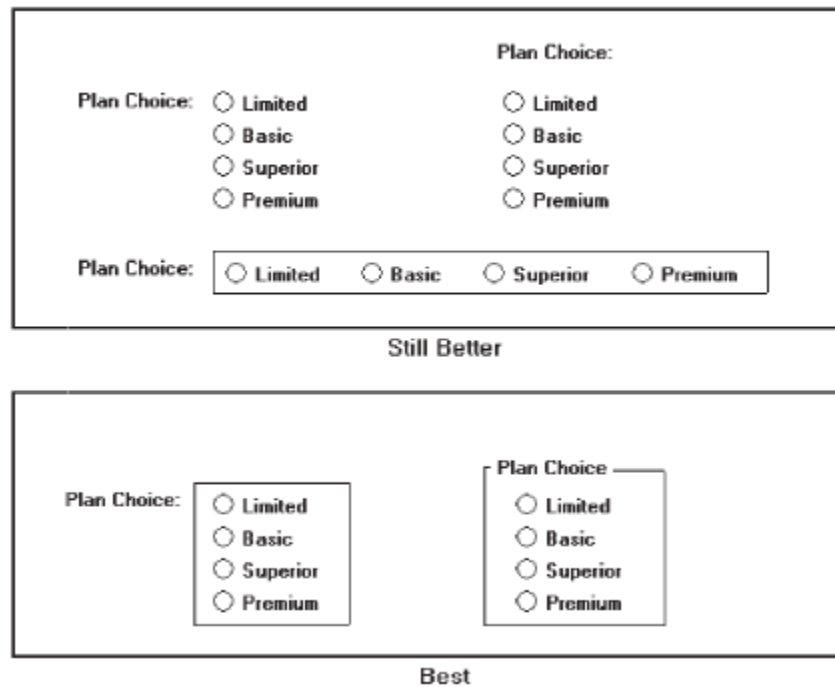 Plan Choice:
Plan Choice: Limited Limited
Basic Basic
Superior Superior
Premium Premium
Plan Choice: Limited Basic Superior Premium
Still Better
Plan Choice
Plan Choice: Limited Limited
Basic Basic
Superior Superior
Premium Premium
Best